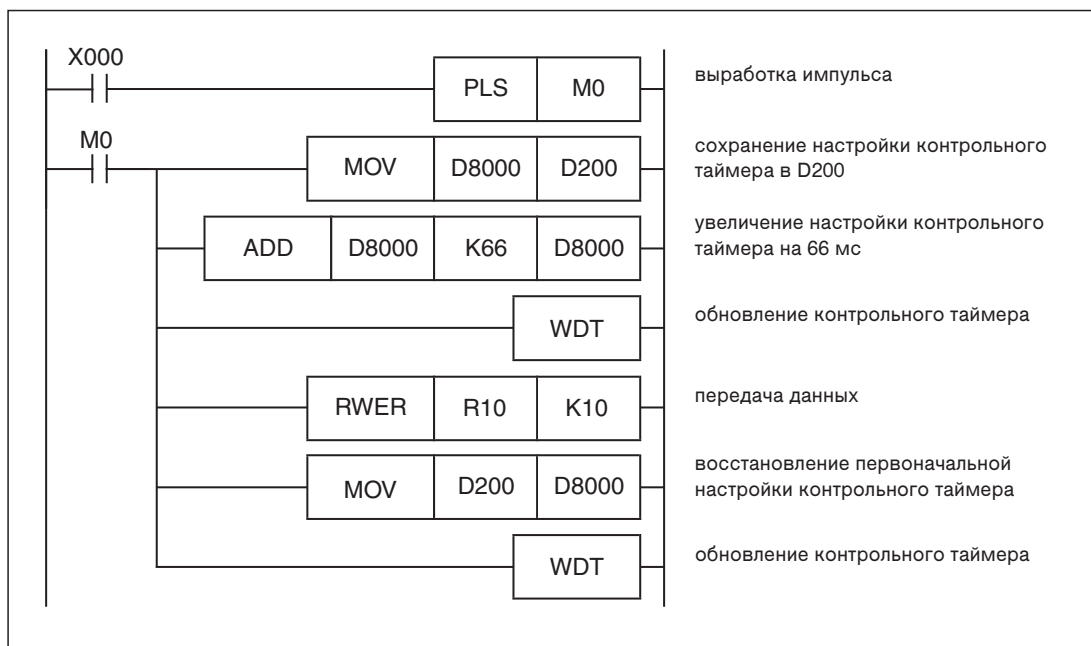 X000
PLS M0
выработка импульса
M0
MOV D8000 D200
сохранение настройки контрольного
таймера в D200
ADD D8000 K66 D8000
увеличение настройки контрольного
таймера на 66 мс
WDT
обновление контрольного таймера
RWER R10 K10
передача данных
MOV D200 D8000
восстановление первоначальной
настройки контрольного таймера
WDT
обновление контрольного таймера